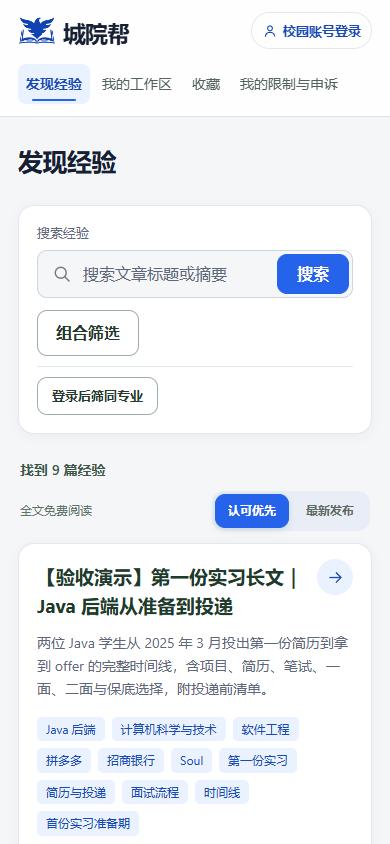 城院帮
校园账号登录
发现经验 我的工作区 收藏 我的限制与申诉
发现经验
搜索经验
搜索文章标题或摘要 搜索
组合筛选
登录后筛同专业
找到 9 篇经验
全文免费阅读 认可优先 最新发布
【验收演示】第一份实习长文｜
Java 后端从准备到投递
两位 Java 学生从 2025 年 3 月投出第一份简历到拿
到 offer 的完整时间线，含项目、简历、笔试、一
面、二面与保底选择，附投递前清单。
Java 后端 计算机科学与技术 软件工程
拼多多 招商银行 Soul 第一份实习
简历与投递 面试流程 时间线
首份实习准备期